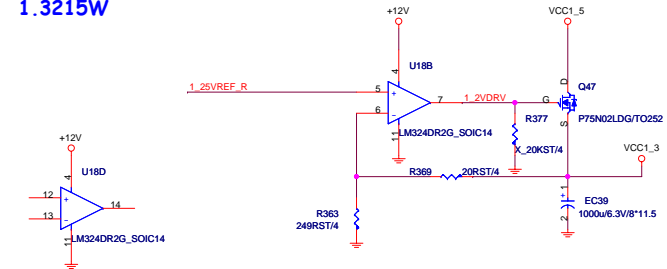 1.3215W
+12V
VCC1_5
4
U18B
D
Q47
1_25VREF_R
5
+
7
1_2VDRV
G
6
-
R377
S
P75N02LDG/TO252
11
LM324DR2G_SOIC14
X_20KST/4
VCC1_3
+12V
R369
20RST/4
4
U18D
1
+
EC39
12
+
14
R363
1000u/6.3V/8*11.5
13
-
249RST/4
2
11
LM324DR2G_SOIC14